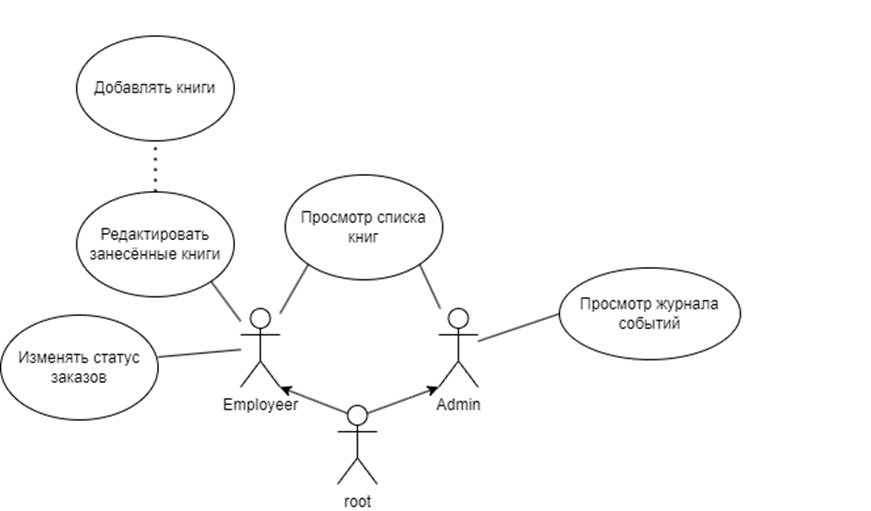 Добавлять книги
Редактировать
занесённые книги
Просмотр списка
книг
Просмотр журнала
событий
Изменять статус
заказов
Employeer
Admin
root